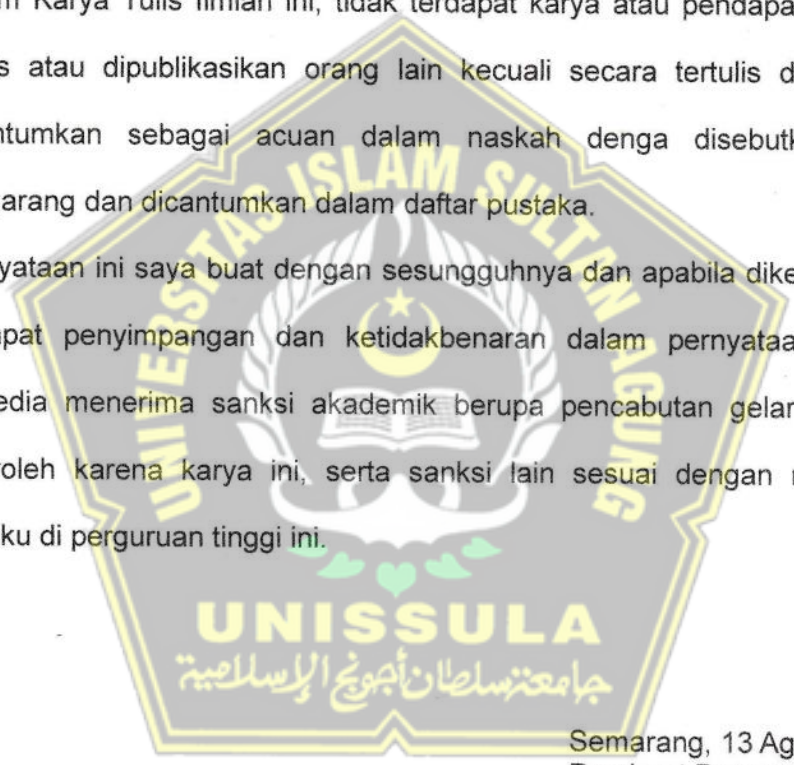 Karya Tulis Ilmiah ini, tidak terdapat karya atau pendapa
s atau dipublikasikan orang lain kecuali secara tertulis d
ntumkan sebagai acuan dalam naskah denga disebutk
arang dan dicantumkan dalam daftar pustaka.
yataan ini saya buat dengan sesungguhnya dan apabila dike
pat penyimpangan dan ketidakbenaran dalam pernyataa
edia menerima sanksi akademik berupa pencabutan gelar
roleh karena karya ini, serta sanksi lain sesuai dengan
ku di perguruan tinggi ini.
UNIVERSITAS ISLAM SULTAN AGUNG
UNISSULA
جامعة سلطان أجونج الإسلامية
Semarang, 13 Ag